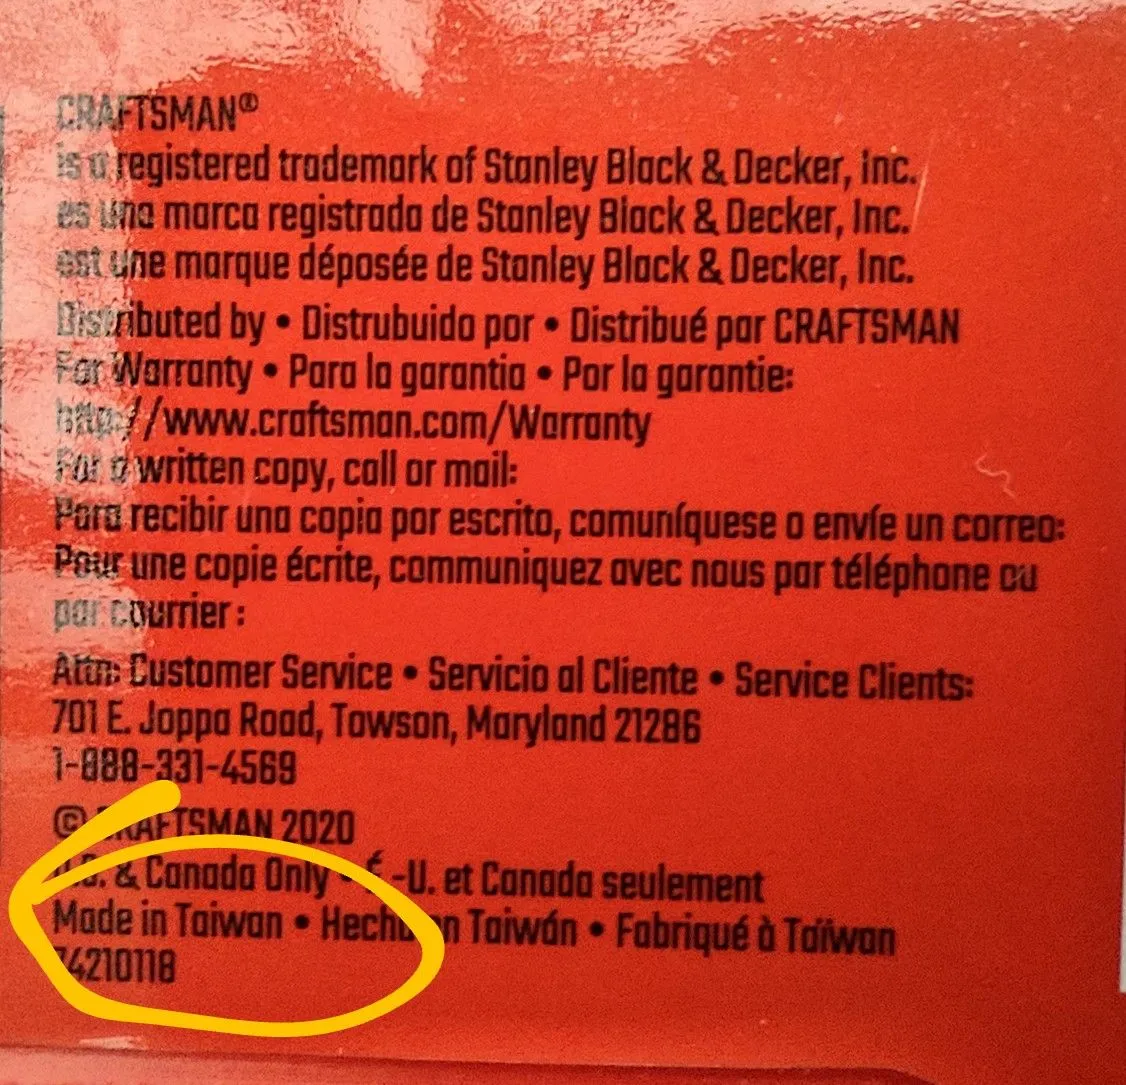 CRAFTSMAN®
is a registered trademark of Stanley Black & Decker, Inc.
es una marca registrada de Stanley Black & Decker, Inc.
est une marque déposée de Stanley Black & Decker, Inc.
Distributed by • Distrubuido por • Distribué par CRAFTSMAN
For Warranty • Para la garantia • Por la garantie:
http://www.craftsman.com/Warranty
For a written copy, call or mail:
Para recibir una copia por escrito, comuníquese o envíe un correo:
Pour une copie écrite, communiquez avec nous par téléphone ou
par courrier :
Attn: Customer Service • Servicio al Cliente • Service Clients:
701 E. Joppa Road, Towson, Maryland 21286
1-888-331-4569
© CRAFTSMAN 2020
U.S. & Canada Only • É.-U. et Canada seulement
Made in Taiwan • Hecho en Taiwán • Fabriqué à Taïwan
74210118